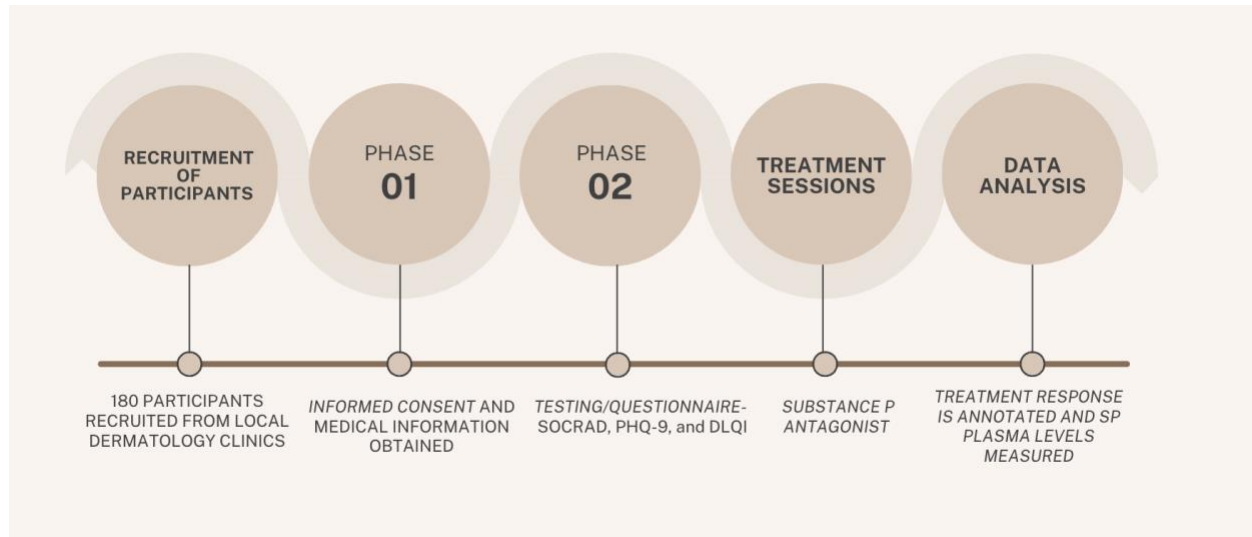 RECRUITMENT
OF
PARTICIPANTS
PHASE
01
PHASE
02
TREATMENT
SESSIONS
DATA
ANALYSIS
180 PARTICIPANTS
RECRUITED FROM LOCAL
DERMATOLOGY CLINICS
INFORMED CONSENT AND
MEDICAL INFORMATION
OBTAINED
TESTING/QUESTIONNAIRE-
SOCRAD, PHQ-9, and DLQI
SUBSTANCE P
ANTAGONIST
TREATMENT RESPONSE
IS ANNOTATED AND SP
PLASMA LEVELS
MEASURED